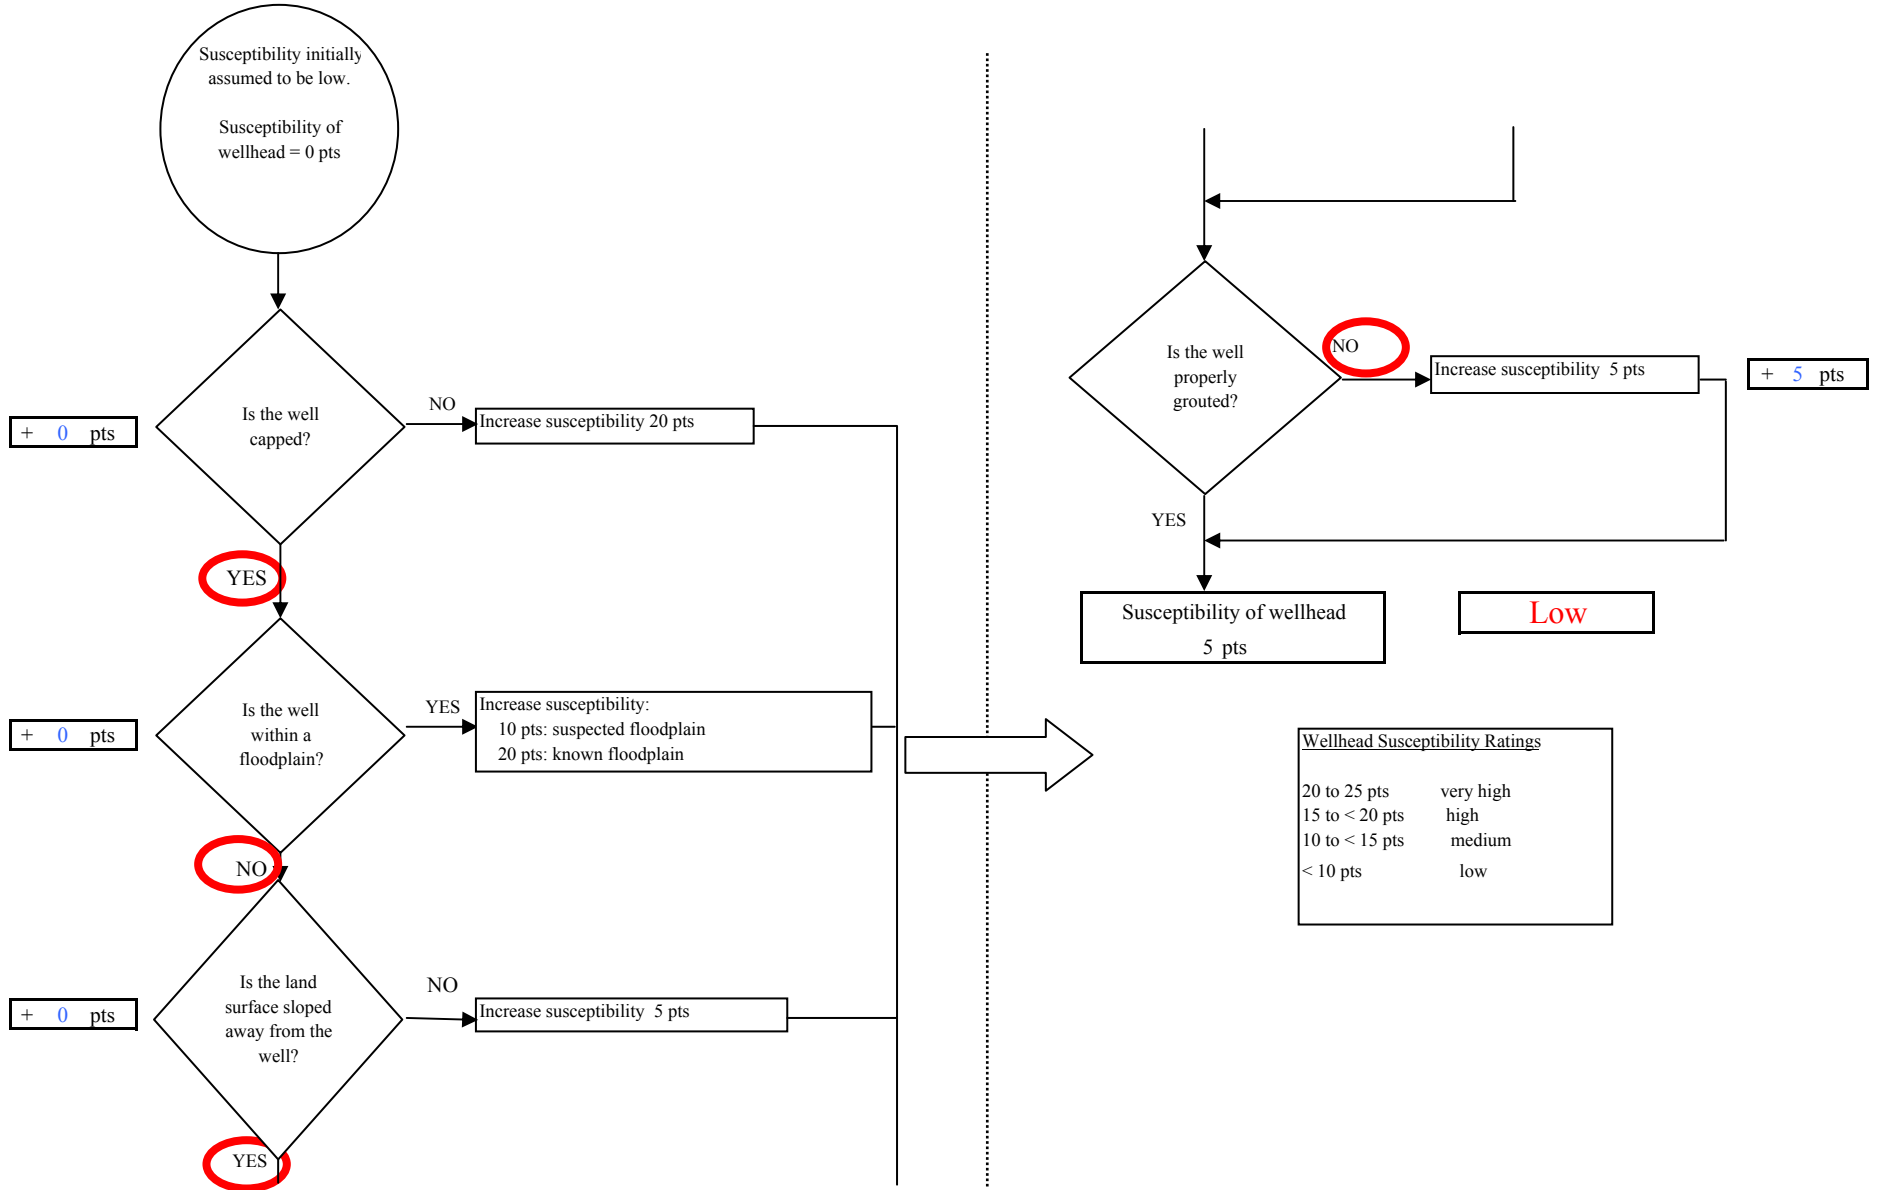 Susceptibility initially
assumed to be low.
Susceptibility of
wellhead = 0 pts
Is the well
capped?
NO
Increase susceptibility 20 pts
+ 0 pts
YES
Is the well
within a
floodplain?
YES
Increase susceptibility:
10 pts: suspected floodplain
20 pts: known floodplain
+ 0 pts
NO
Is the land
surface sloped
away from the
well?
NO
Increase susceptibility 5 pts
+ 0 pts
YES
Is the well
properly
grouted?
NO
Increase susceptibility 5 pts
+ 5 pts
YES
Susceptibility of wellhead
5 pts
Low
Wellhead Susceptibility Ratings
20 to 25 pts very high
15 to < 20 pts high
10 to < 15 pts medium
< 10 pts low